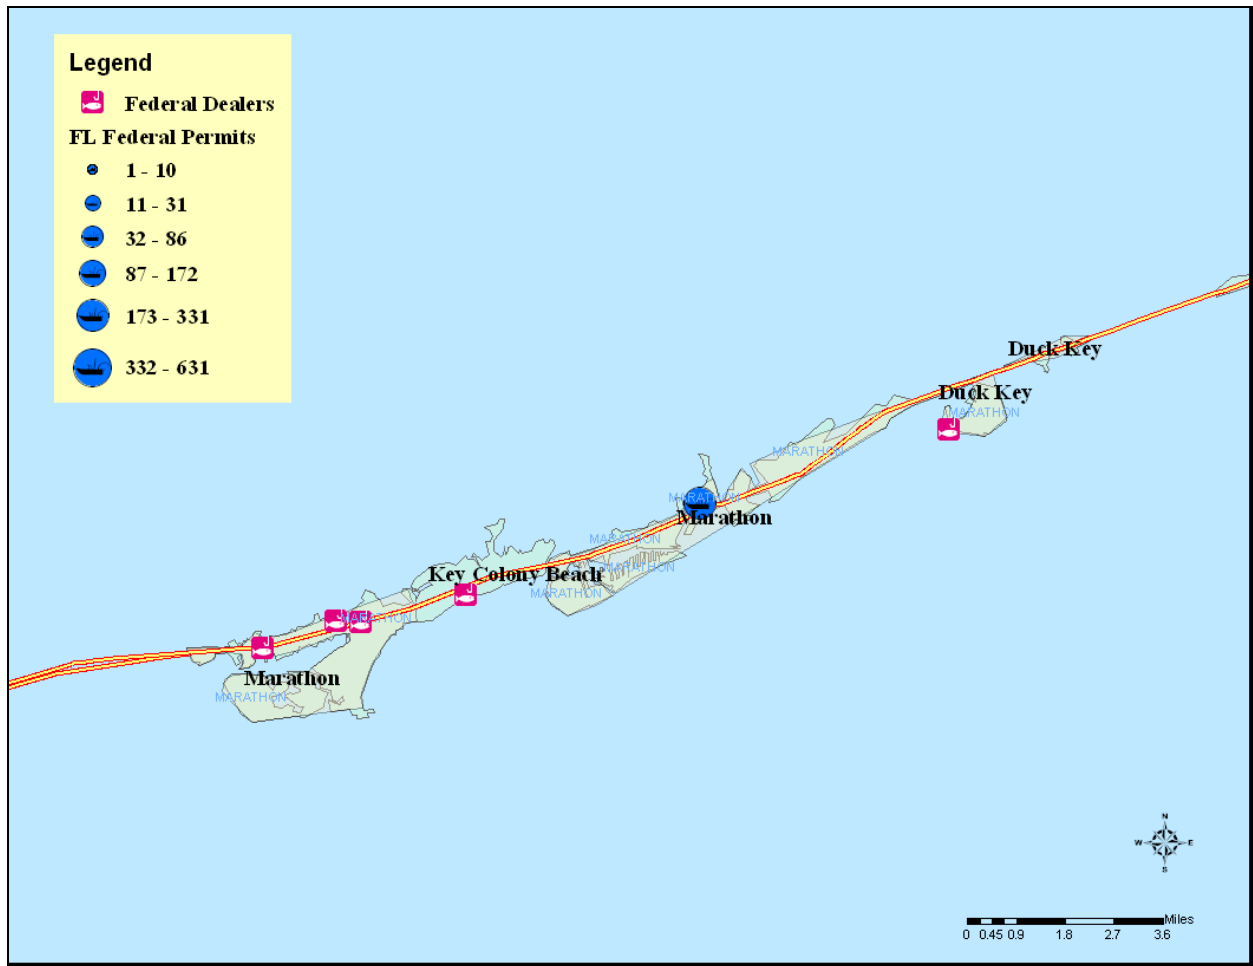 Legend
Federal Dealers
FL Federal Permits
1 - 10
11 - 31
32 - 86
87 - 172
173 - 331
332 - 631
Duck Key
Duck Key
MARATHON
MARATHON
MARATHON
Marathon
MARATHON
MARATHON
Key Colony Beach
MARATHON
MARATHON
Marathon
MARATHON
N
W E
S
Miles
0 0.45 0.9 1.8 2.7 3.6